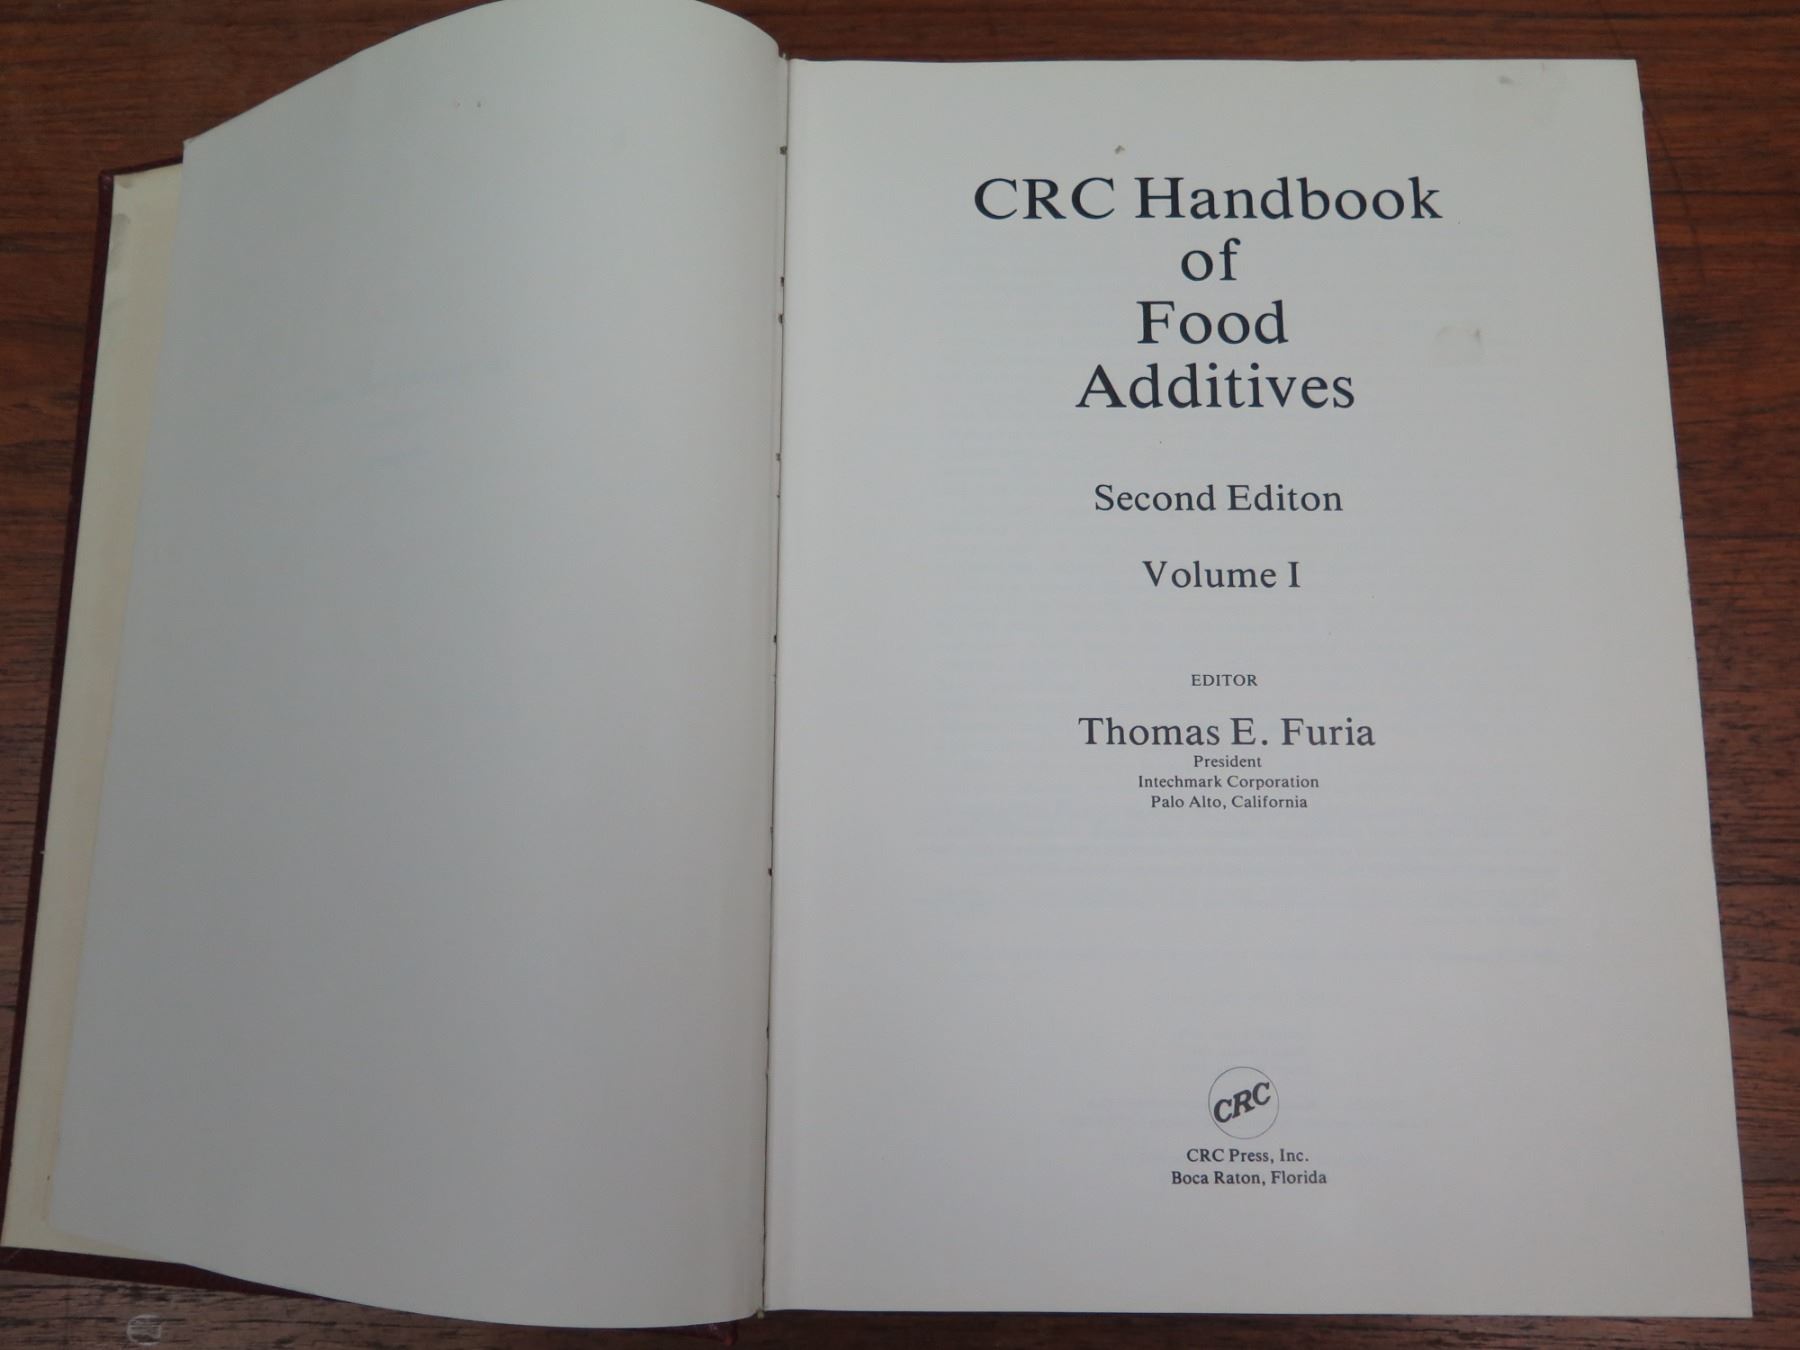 CRC Handbook
of
Food
Additives
Second Editon
Volume I
EDITOR
Thomas E. Furia
President
Intechmark Corporation
Palo Alto, California
CRC
CRC Press, Inc.
Boca Raton, Florida